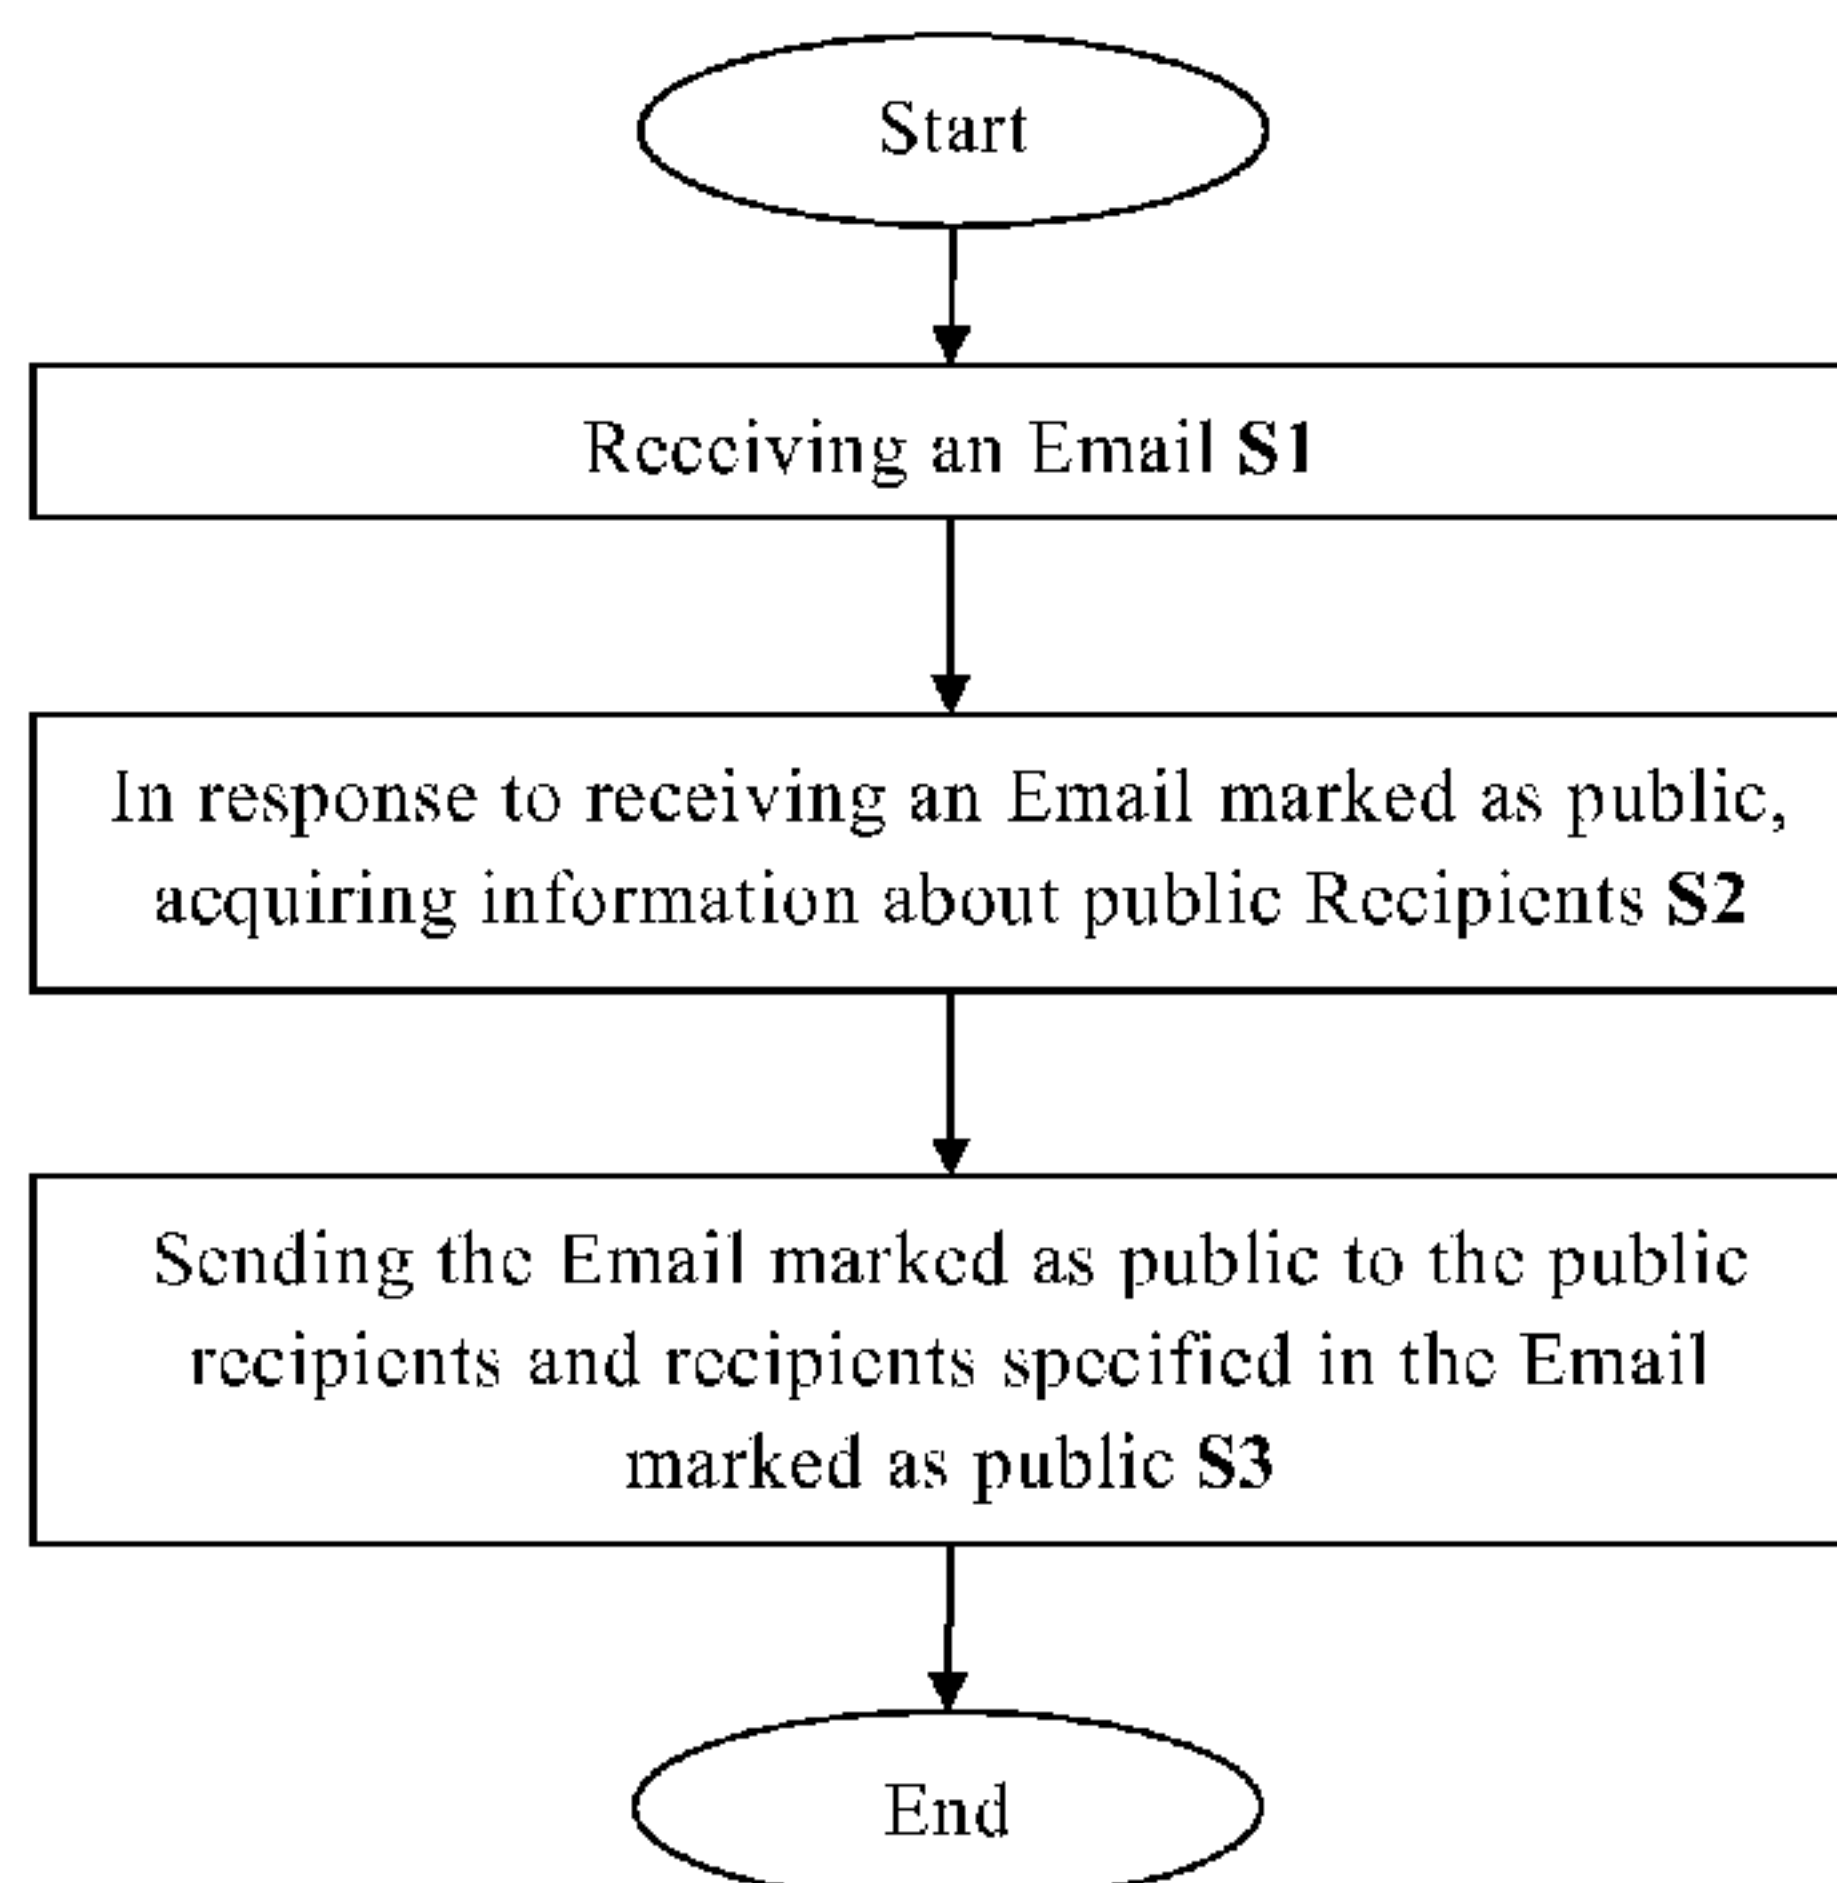 Start
Receiving an Email S1
In response to receiving an Email marked as public,
acquiring information about public Recipients S2
Sending the Email marked as public to the public
recipients and recipients specified in the Email
marked as public S3
End